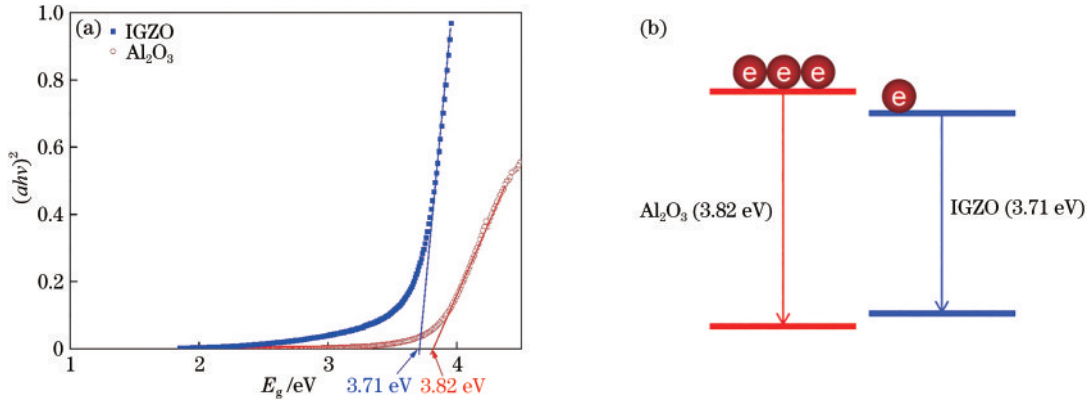 (a)
IGZO
Al₂O₃
1.0
0.8
0.6
0.4
0.2
0
(ahv)²
1 2 3 4
E_g /eV
3.71 eV 3.82 eV
(b)
e e e
e
Al₂O₃ (3.82 eV)
IGZO (3.71 eV)